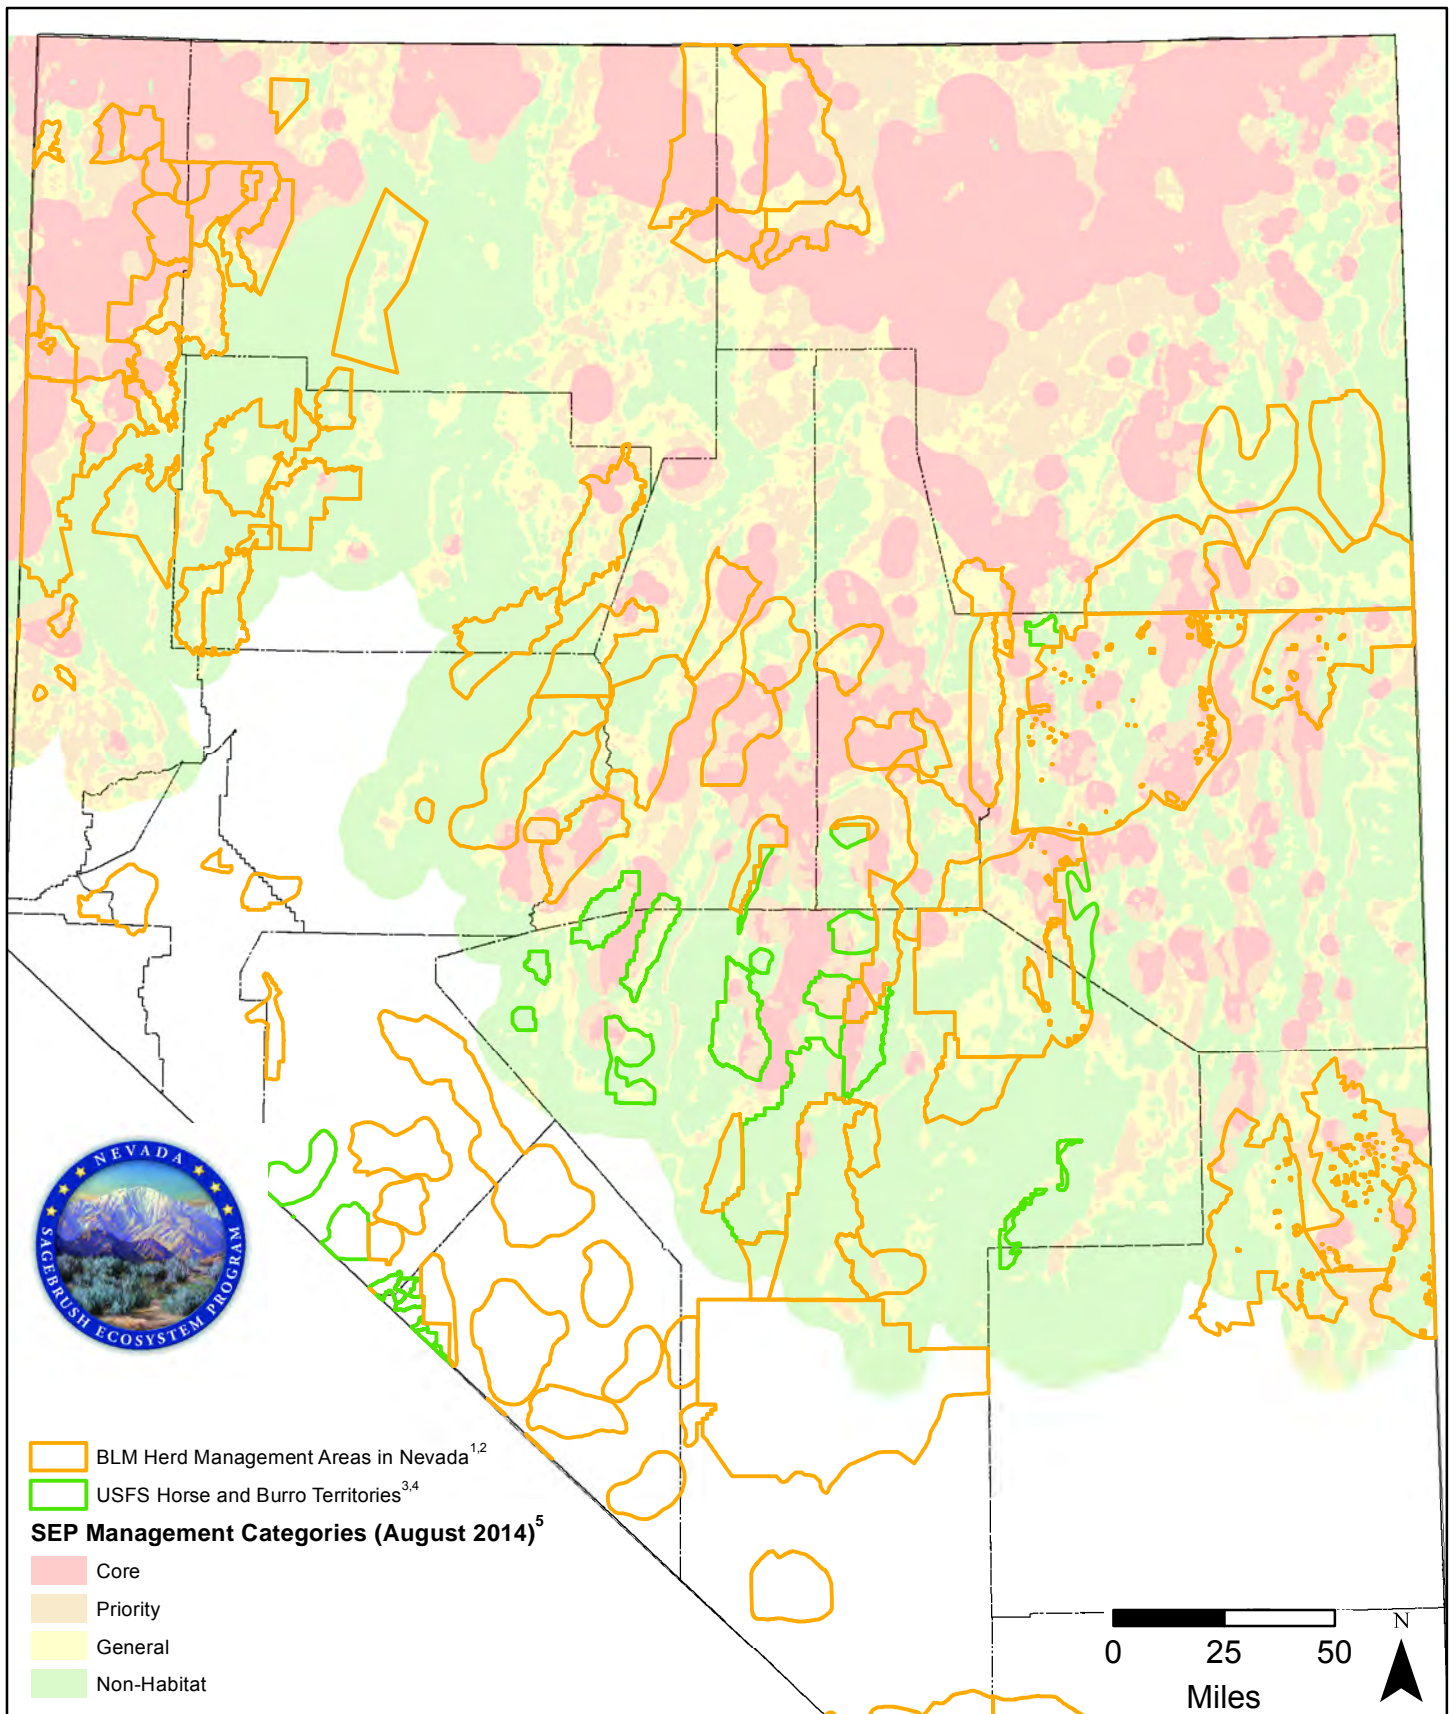 NEVADA
SAGEBRUSH ECOSYSTEM PROGRAM
BLM Herd Management Areas in Nevada1,2
USFS Horse and Burro Territories3,4
SEP Management Categories (August 2014)5
Core
Priority
General
Non-Habitat
0 25 50
Miles
N